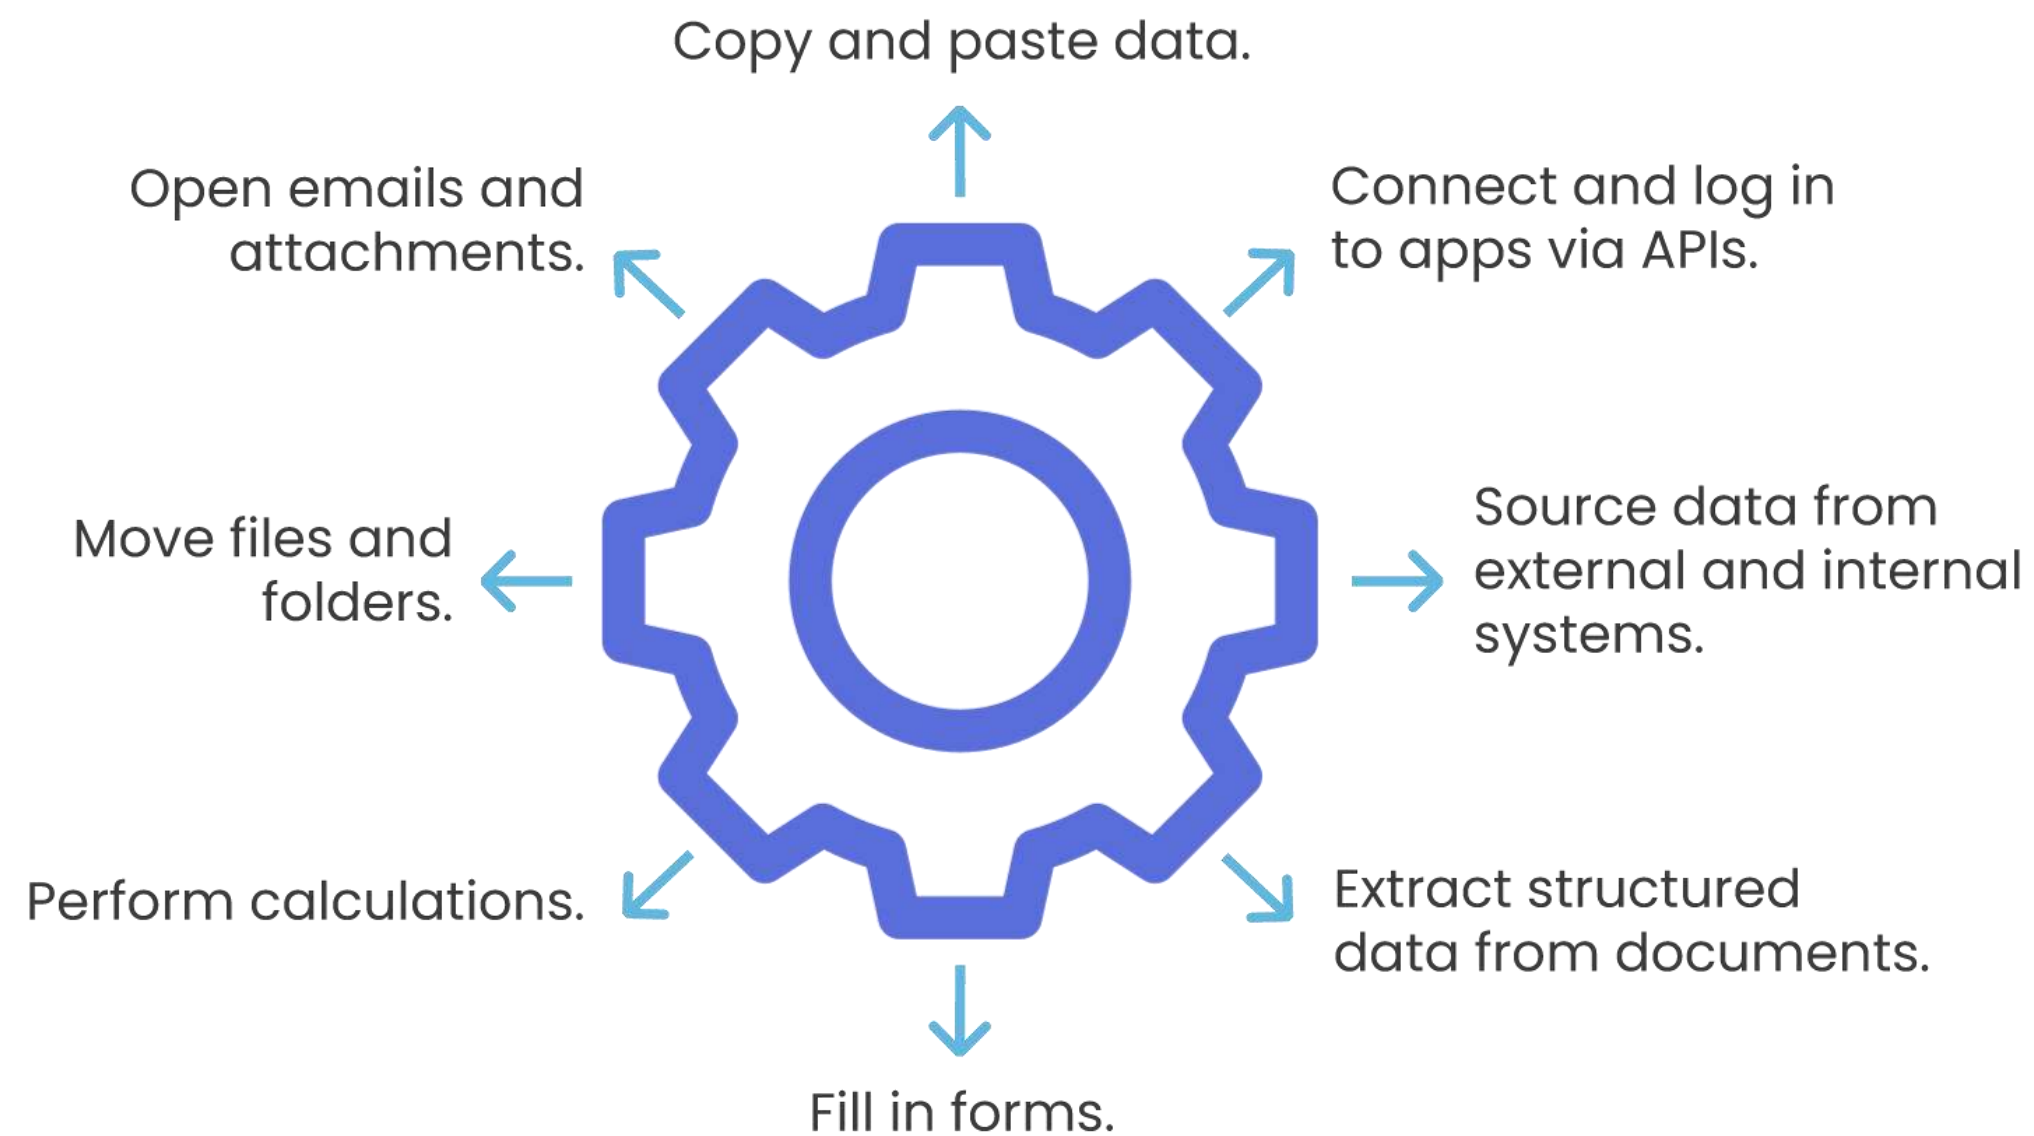 Copy and paste data.
Open emails and
attachments.
Connect and log in
to apps via APIs.
Move files and
folders.
Source data from
external and internal
systems.
Perform calculations.
Extract structured
data from documents.
Fill in forms.